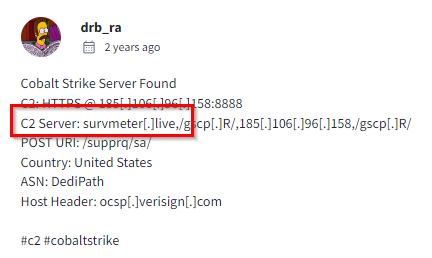 drb_ra
2 years ago
Cobalt Strike Server Found
C2: HTTPS @ 185[.]106[.]96[.]158:8888
C2 Server: survmeter[.]live,/gscp[.]R/,185[.]106[.]96[.]158,/gscp[.]R/
POST URI: /supprq/sa/
Country: United States
ASN: DediPath
Host Header: ocsp[.]verisign[.]com
#c2 #cobaltstrike